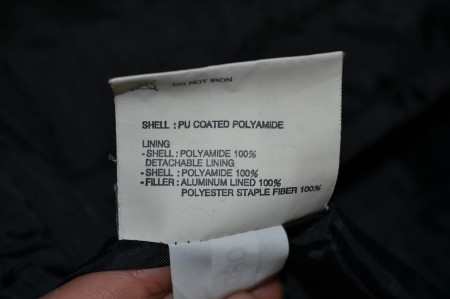 DO NOT IRON
SHELL : PU COATED POLYAMIDE
LINING
-SHELL : POLYAMIDE 100%
DETACHABLE LINING
-SHELL : POLYAMIDE 100%
-FILLER : ALUMINUM LINED 100%
POLYESTER STAPLE FIBER 100%